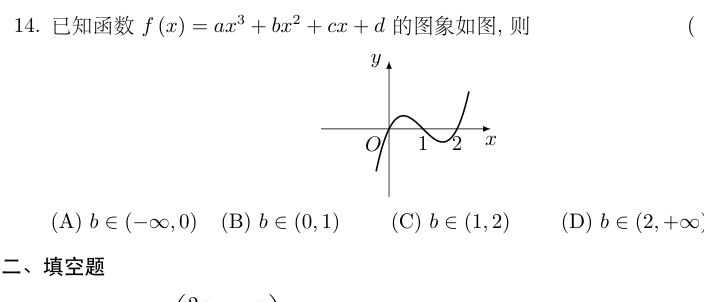 14. 已知函数 f (x) = ax³ + bx² + cx + d 的图象如图, 则 (
y
O 1 2 x
(A) b ∈ (−∞, 0) (B) b ∈ (0, 1) (C) b ∈ (1, 2) (D) b ∈ (2, +∞)
二、填空题